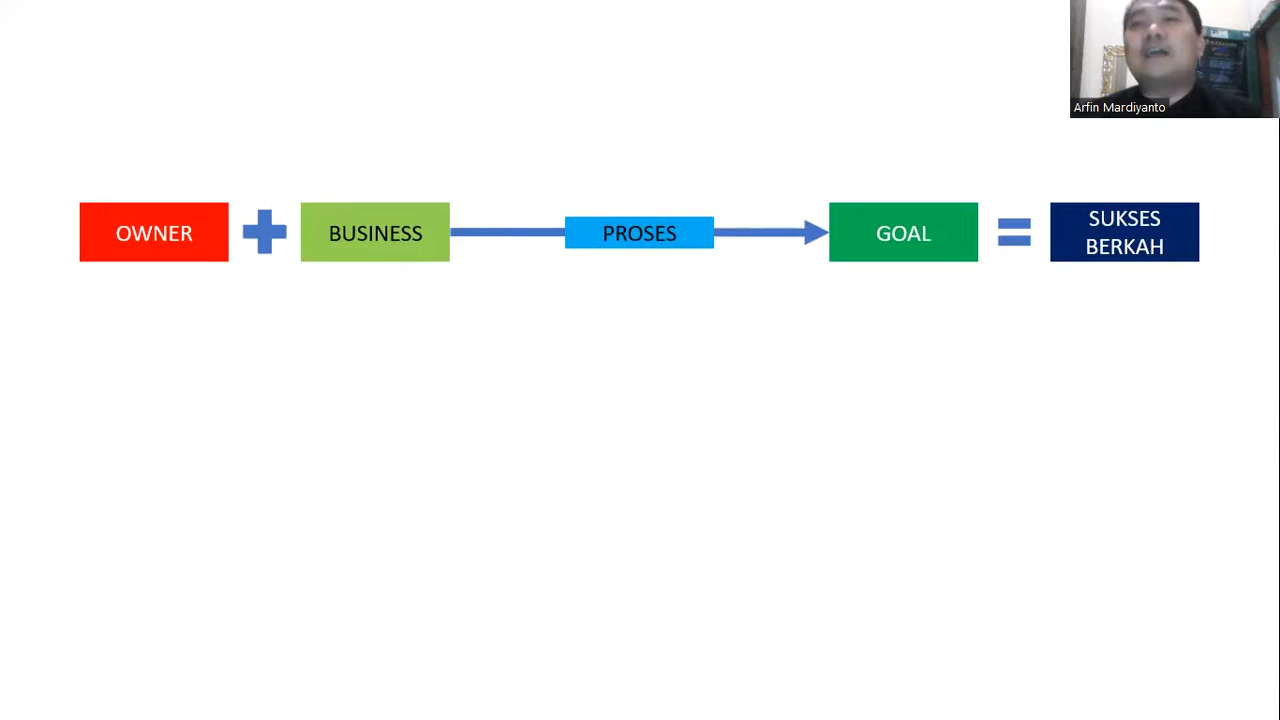 Arfin Mardiyanto
OWNER
BUSINESS
PROSES
GOAL
SUKSES
BERKAH